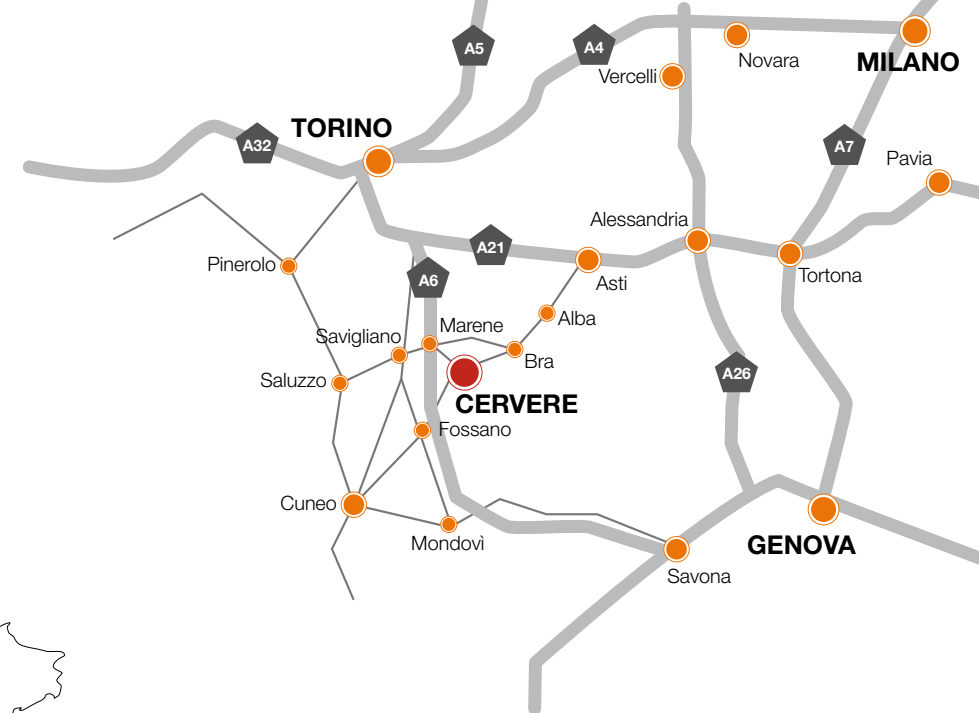 A5
A4
Novara
MILANO
Vercelli
TORINO
A32
A7
Pavia
Alessandria
A21
Pinerolo
A6
Asti
Tortona
Alba
Marene
Savigliano
Bra
Saluzzo
A26
CERVERE
Fossano
Cuneo
Mondovì
GENOVA
Savona